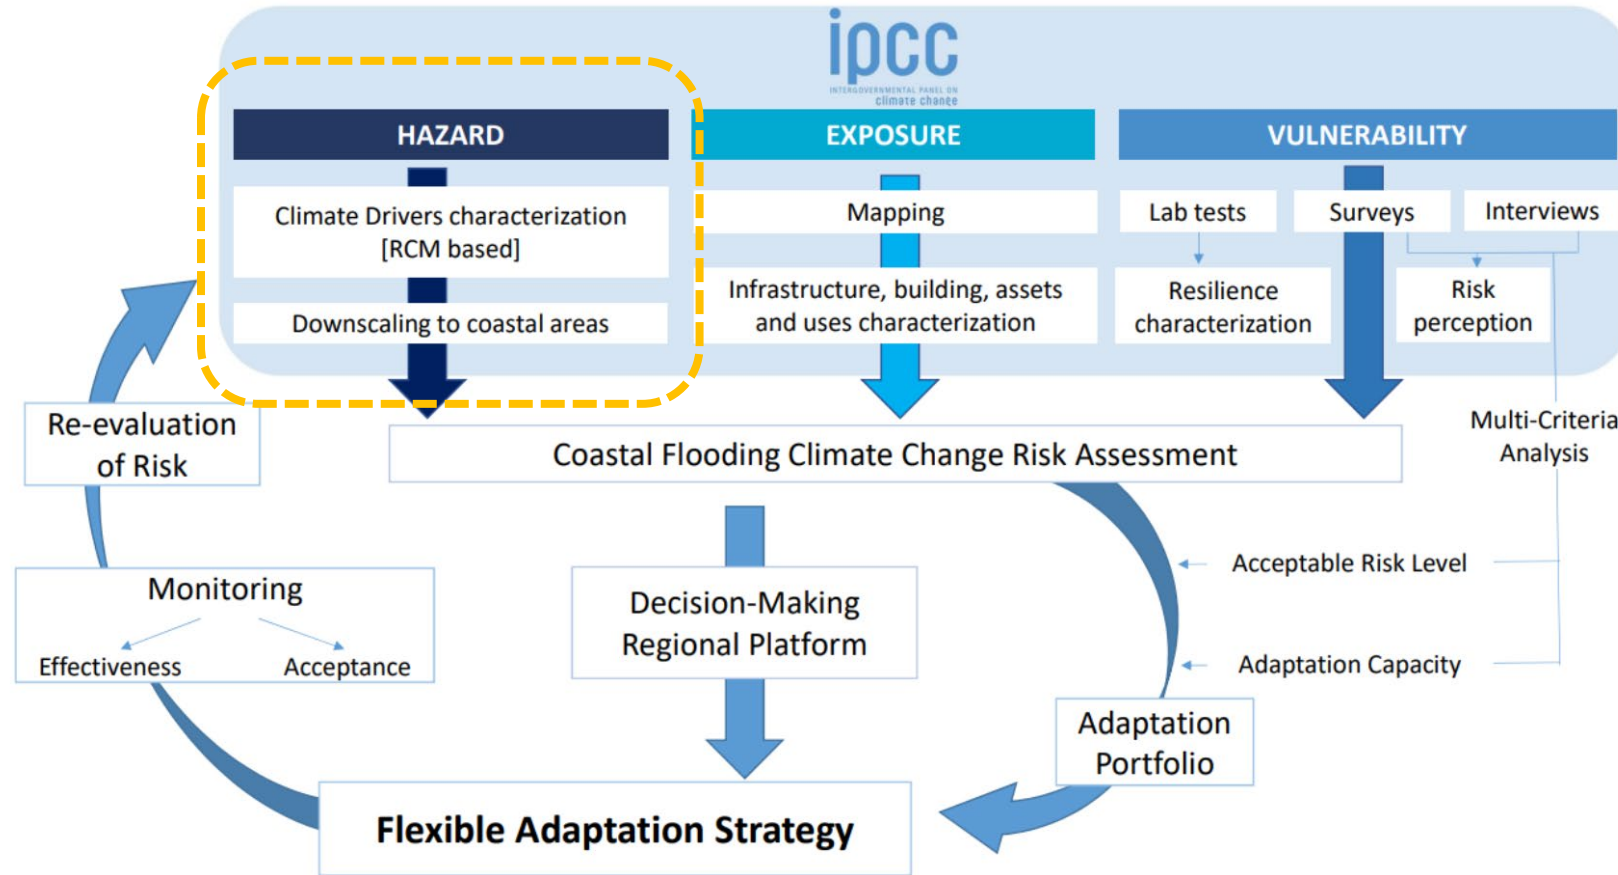 ipcc
INTERGOVERNMENTAL PANEL ON
climate change
HAZARD
EXPOSURE
VULNERABILITY
Climate Drivers characterization
[RCM based]
Downscaling to coastal areas
Mapping
Infrastructure, building, assets
and uses characterization
Lab tests
Surveys
Interviews
Resilience
characterization
Risk
perception
Re-evaluation
of Risk
Coastal Flooding Climate Change Risk Assessment
Multi-Criteria
Analysis
Monitoring
Effectiveness
Acceptance
Decision-Making
Regional Platform
Acceptable Risk Level
Adaptation Capacity
Adaptation
Portfolio
Flexible Adaptation Strategy